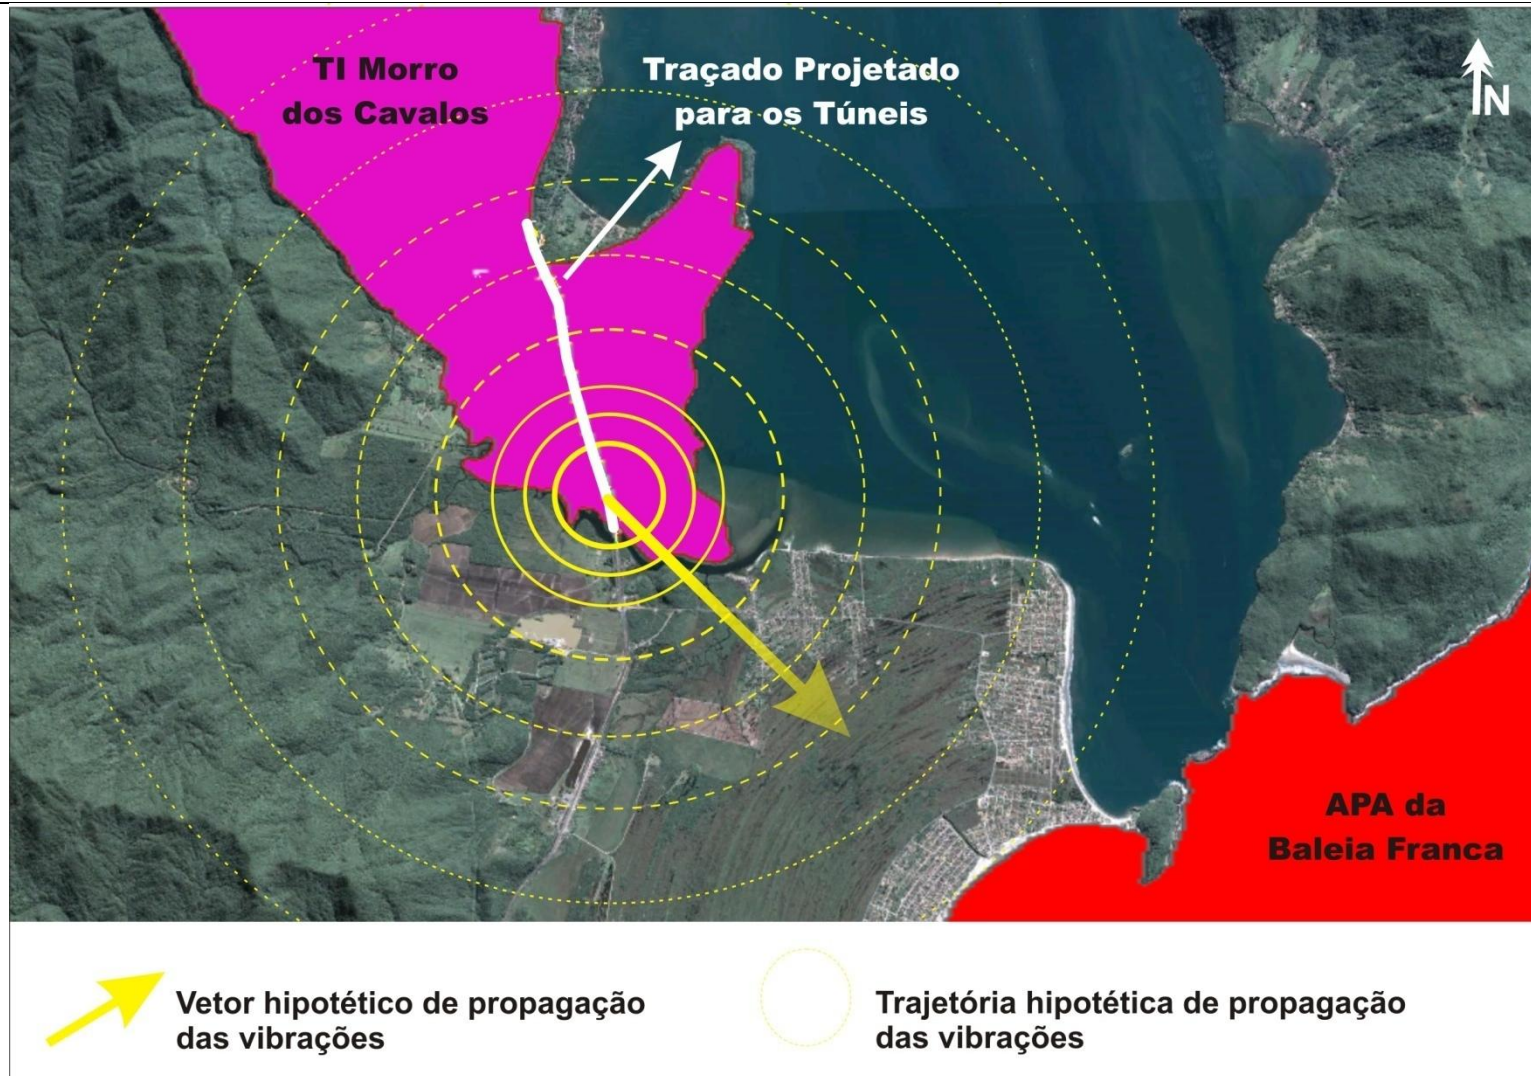 TI Morro
dos Cavalos
Traçado Projetado
para os Túneis
N
APA da
Baleia Franca
Vetor hipotético de propagação
das vibrações
Trajetória hipotética de propagação
das vibrações